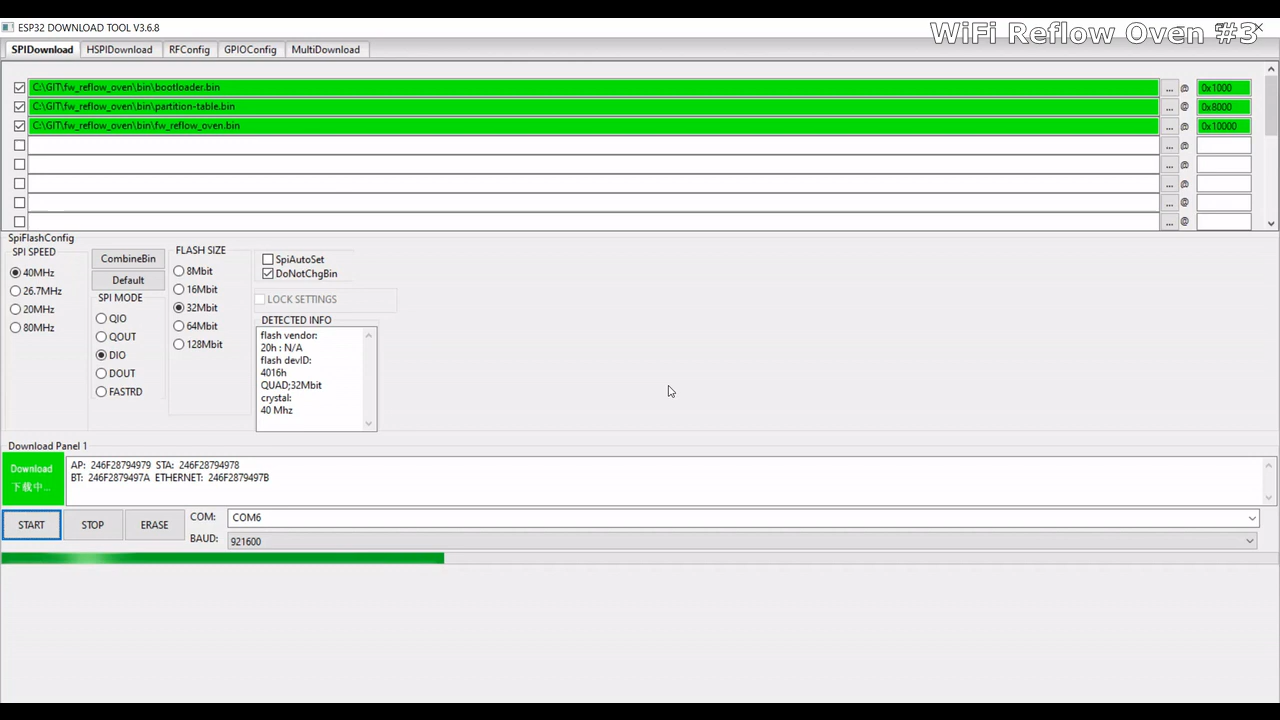 ESP32 DOWNLOAD TOOL V3.6.8
WiFi Reflow Oven #3
SPIDownload HSPIDownload RFConfig GPIOConfig MultiDownload
C:\GIT\fw_reflow_oven\bin\bootloader.bin ... @ 0x1000
C:\GIT\fw_reflow_oven\bin\partition-table.bin ... @ 0x8000
C:\GIT\fw_reflow_oven\bin\fw_reflow_oven.bin ... @ 0x10000
... @
... @
... @
... @
... @
SpiFlashConfig
SPI SPEED
40MHz
26.7MHz
20MHz
80MHz
CombineBin
Default
SPI MODE
QIO
QOUT
DIO
DOUT
FASTRD
FLASH SIZE
8Mbit
16Mbit
32Mbit
64Mbit
128Mbit
SpiAutoSet
DoNotChgBin
LOCK SETTINGS
DETECTED INFO
flash vendor:
20h : N/A
flash devID:
4016h
QUAD;32Mbit
crystal:
40 Mhz
Download Panel 1
Download
下载中...
AP: 246F28794979 STA: 246F28794978
BT: 246F2879497A ETHERNET: 246F2879497B
START STOP ERASE
COM: COM6
BAUD: 921600